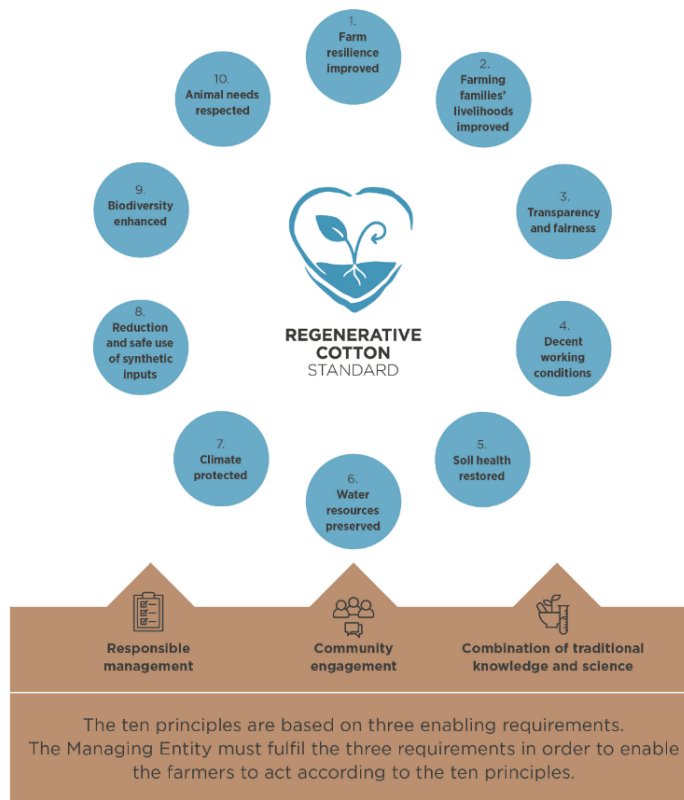 1.
Farm
resilience
improved
2.
Farming
families'
livelihoods
improved
3.
Transparency
and fairness
4.
Decent
working
conditions
5.
Soil health
restored
6.
Water
resources
preserved
7.
Climate
protected
8.
Reduction
and safe use
of synthetic
inputs
9.
Biodiversity
enhanced
10.
Animal needs
respected
REGENERATIVE
COTTON
STANDARD
Responsible
management
Community
engagement
Combination of traditional
knowledge and science
The ten principles are based on three enabling requirements.
The Managing Entity must fulfil the three requirements in order to enable
the farmers to act according to the ten principles.